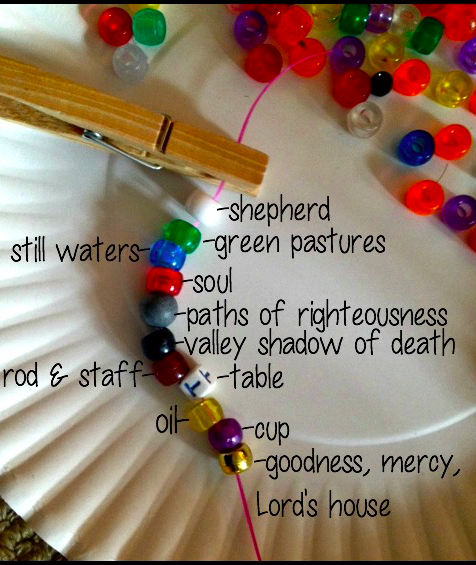 shepherd
green pastures
still waters
soul
paths of righteousness
valley shadow of death
rod & staff
table
T
oil
cup
goodness, mercy,
Lord's house